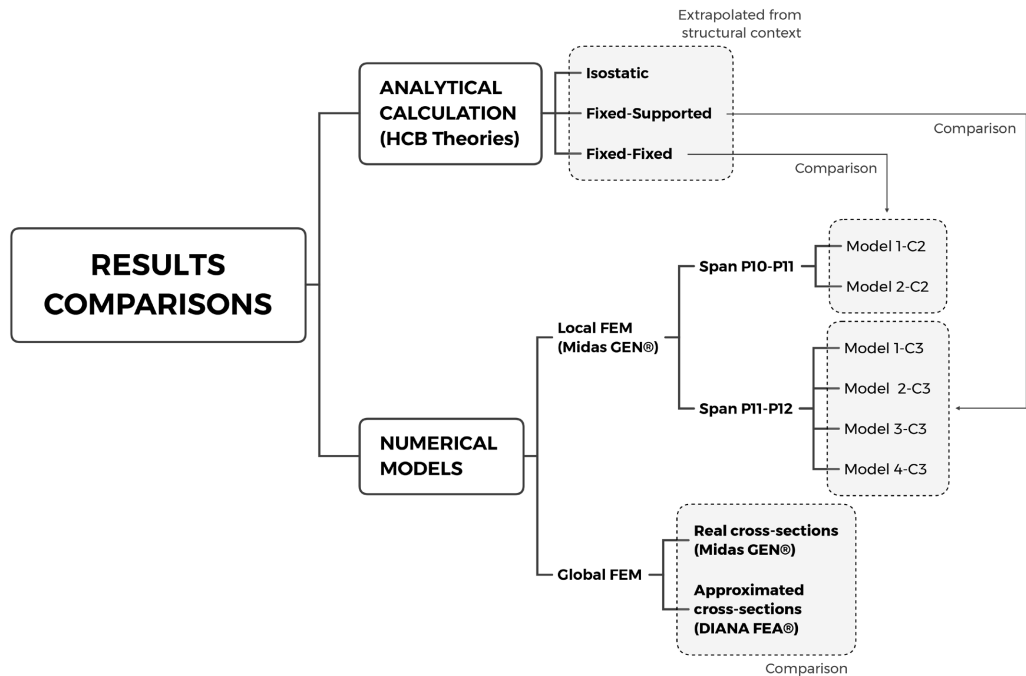 Extrapolated from
structural context
ANALYTICAL
CALCULATION
(HCB Theories)
Isostatic
Fixed-Supported
Fixed-Fixed
Comparison
Comparison
RESULTS
COMPARISONS
Local FEM
(Midas GEN®)
Span P10-P11
Model 1-C2
Model 2-C2
Span P11-P12
Model 1-C3
Model 2-C3
Model 3-C3
Model 4-C3
NUMERICAL
MODELS
Global FEM
Real cross-sections
(Midas GEN®)
Approximated
cross-sections
(DIANA FEA®)
Comparison